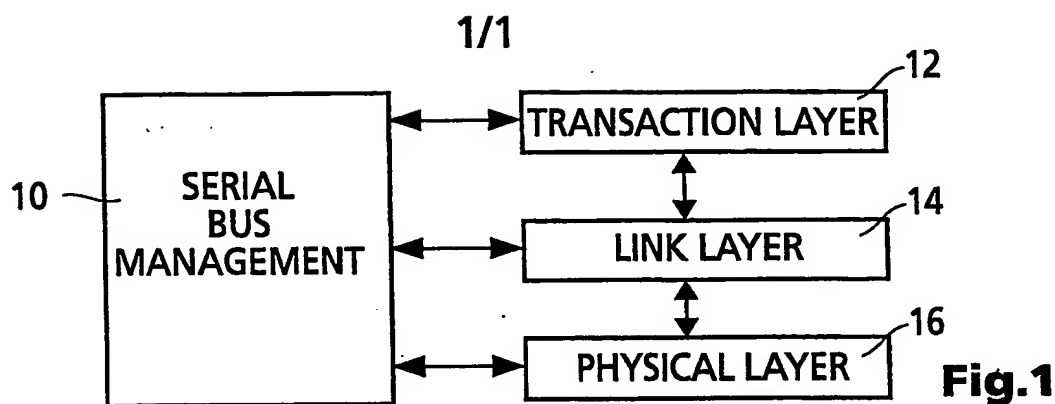 1/1
12
TRANSACTION LAYER
10
SERIAL
BUS
MANAGEMENT
14
LINK LAYER
16
PHYSICAL LAYER
Fig.1